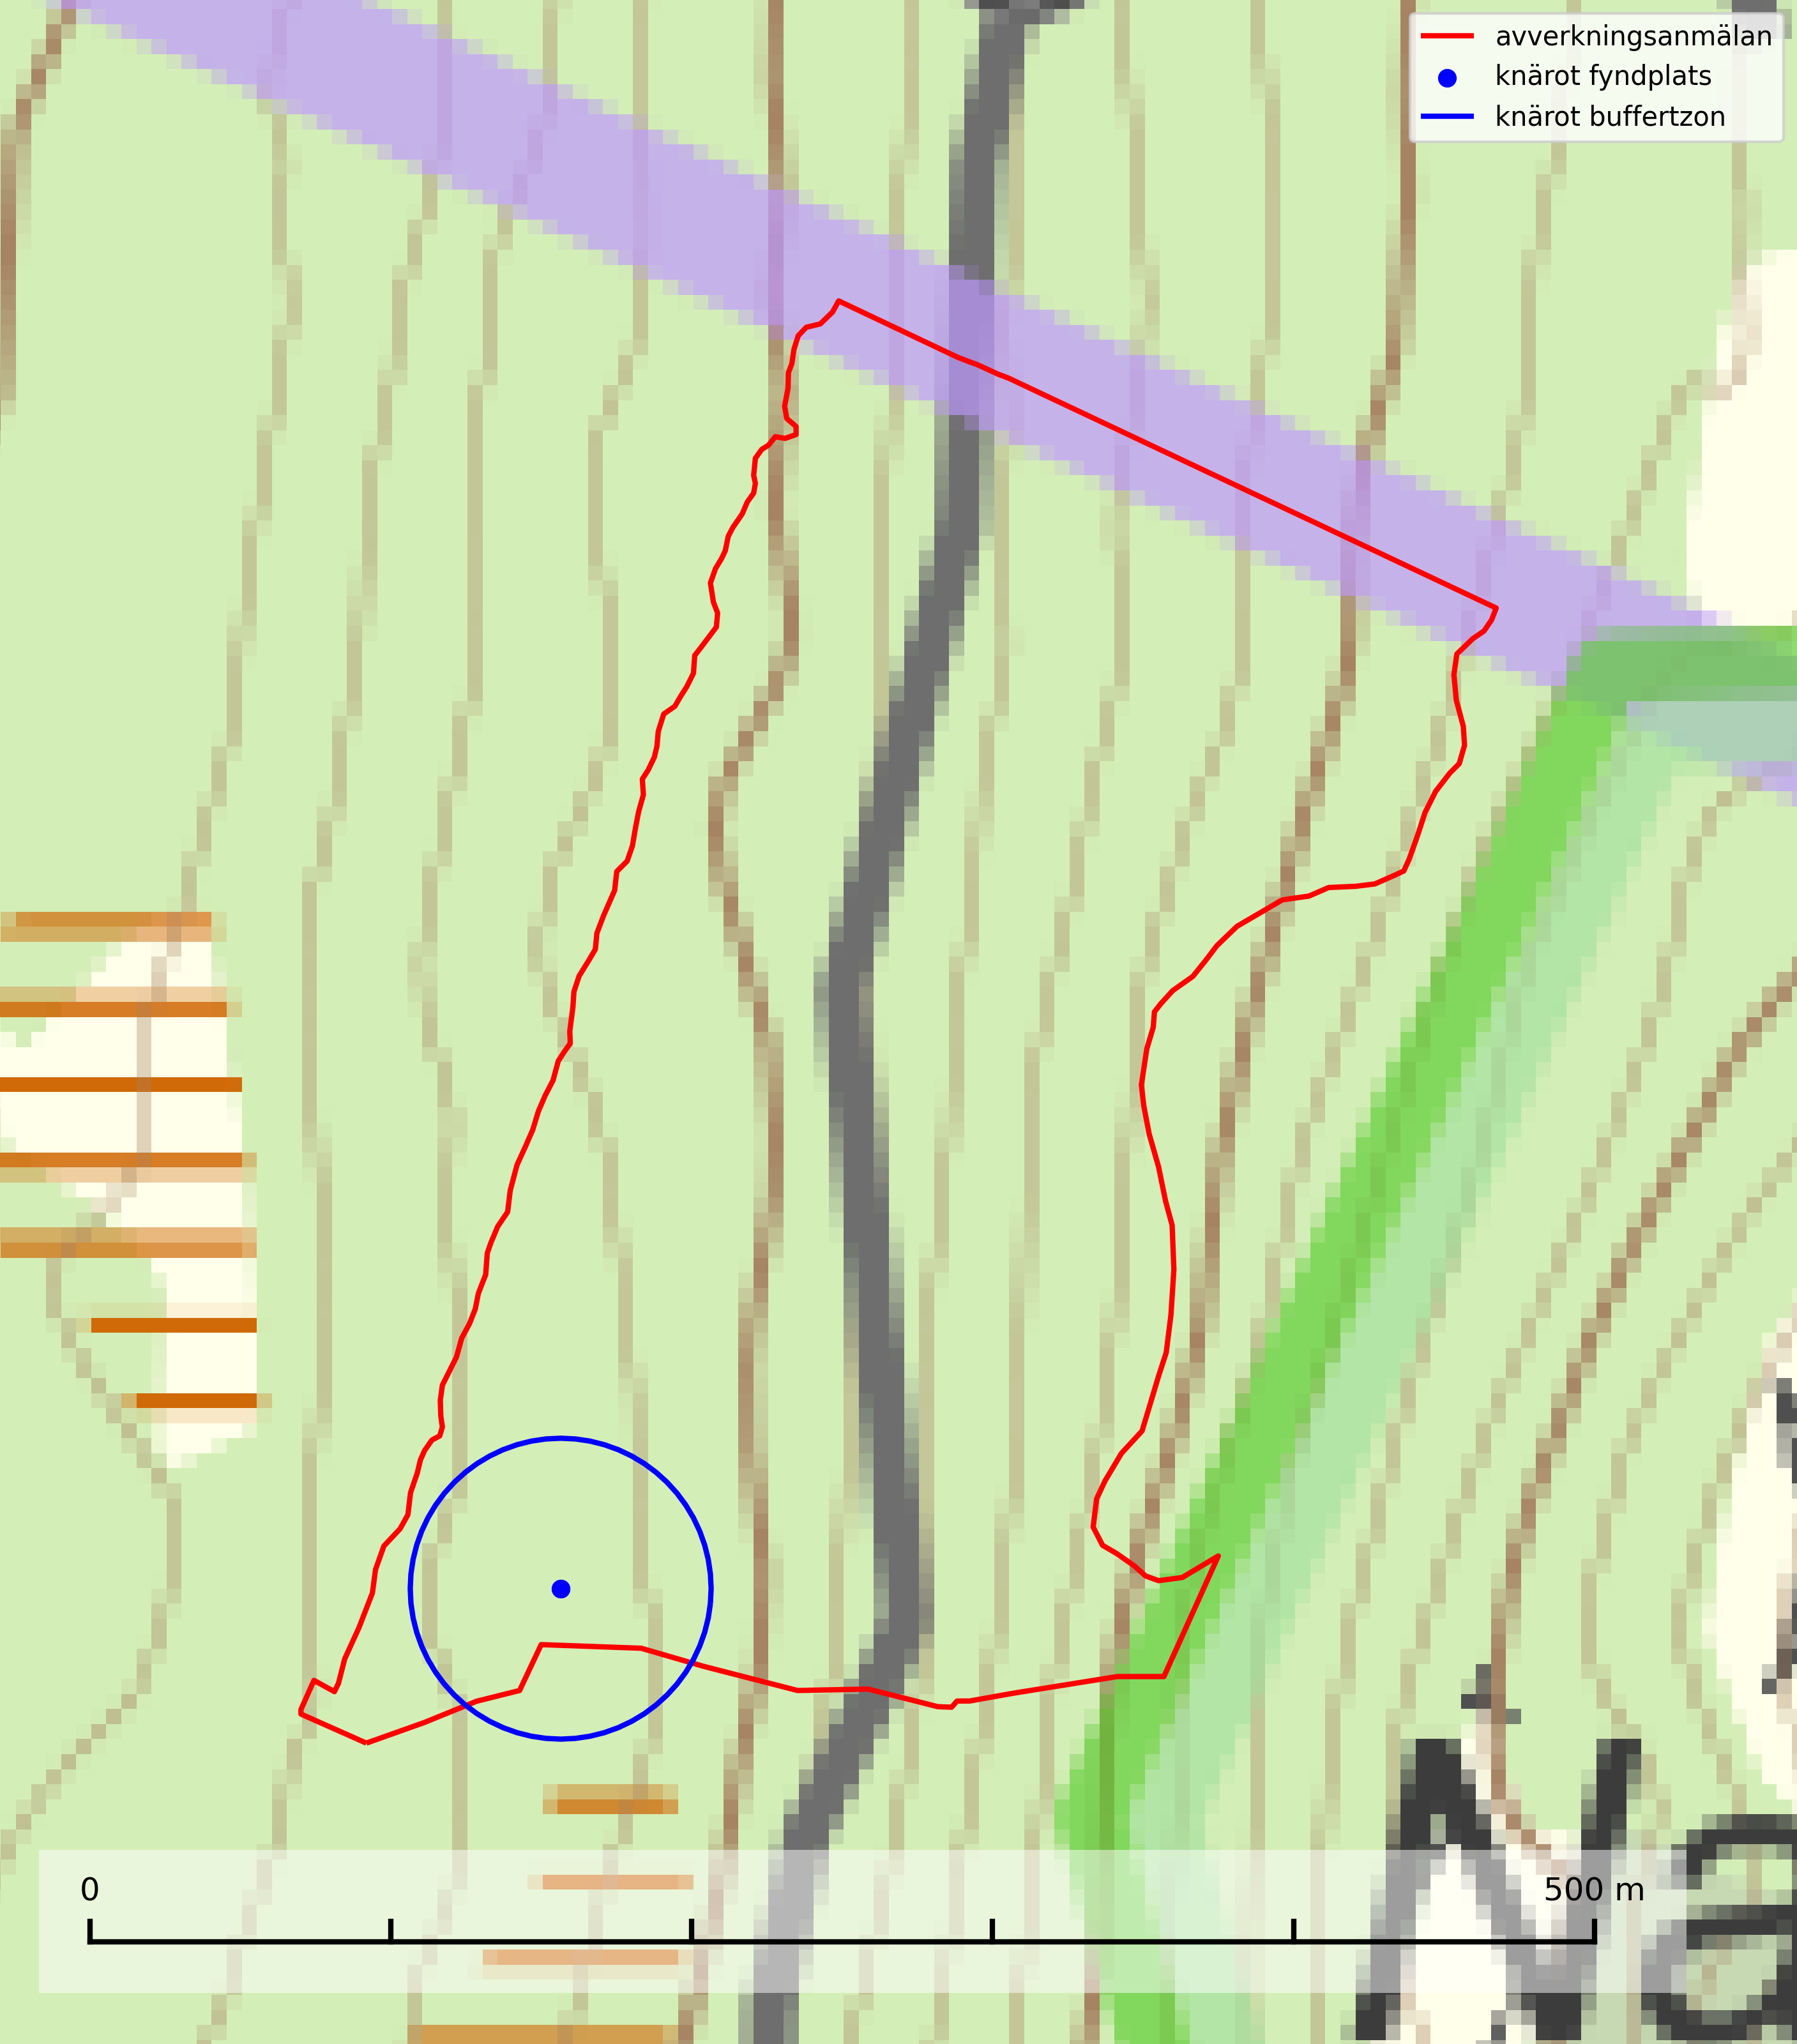 avverkningsanmälan
knärot fyndplats
knärot buffertzon
0
500 m